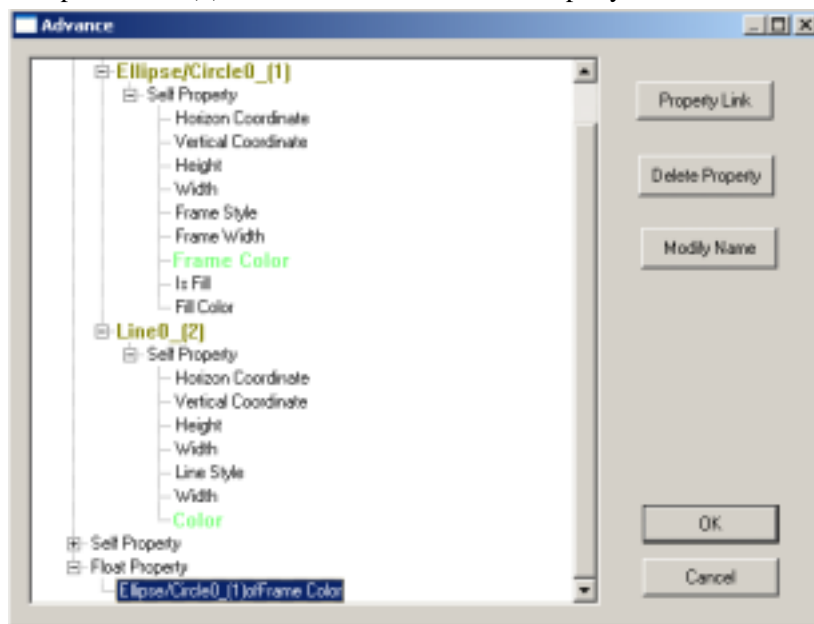 Advance
Ellipse/Circle0_(1)
Self Property
Horizon Coordinate
Vertical Coordinate
Height
Width
Frame Style
Frame Width
Frame Color
Is Fill
Fill Color
Line0_(2)
Self Property
Horizon Coordinate
Vertical Coordinate
Height
Width
Line Style
Width
Color
Self Property
Float Property
Ellipse/Circle0_(1)ofFrame Color
Property Link
Delete Property
Modify Name
OK
Cancel